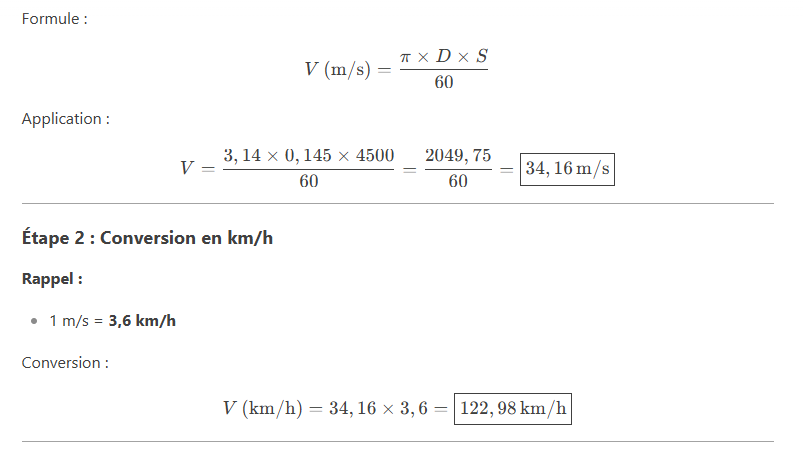 Formule :
V (m/s) = π × D × S / 60
Application :
V = 3,14 × 0,145 × 4500 / 60 = 2049,75 / 60 = 34,16 m/s
Étape 2 : Conversion en km/h
Rappel :
• 1 m/s = 3,6 km/h
Conversion :
V (km/h) = 34,16 × 3,6 = 122,98 km/h